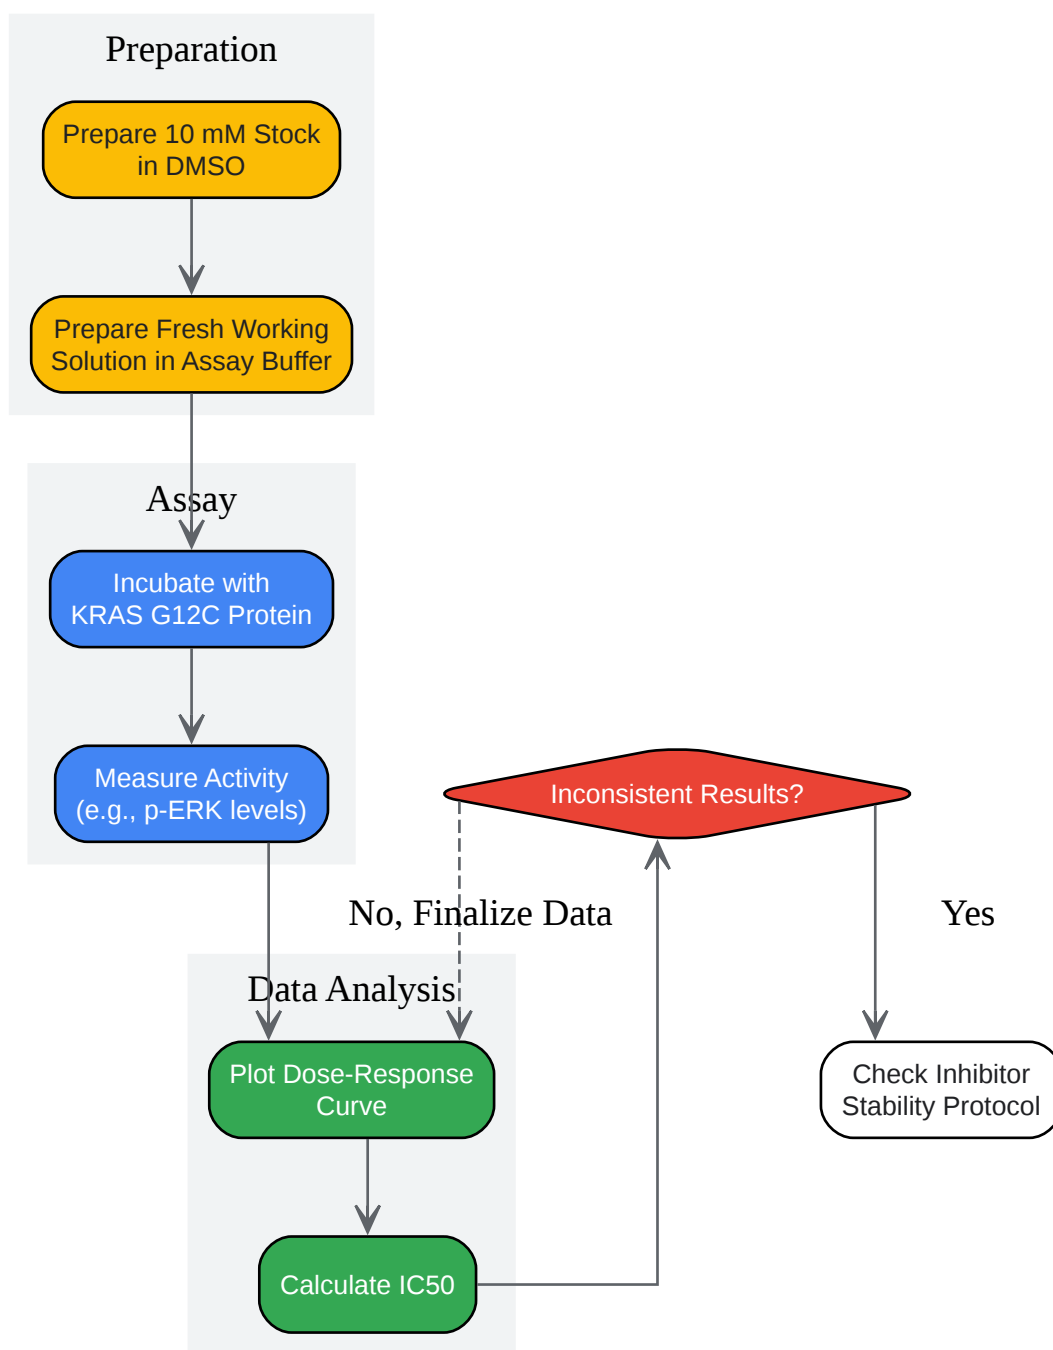 Preparation
Prepare 10 mM Stock
in DMSO
Prepare Fresh Working
Solution in Assay Buffer
Assay
Incubate with
KRAS G12C Protein
Measure Activity
(e.g., p-ERK levels)
Inconsistent Results?
No, Finalize Data
Yes
Data Analysis
Plot Dose-Response
Curve
Check Inhibitor
Stability Protocol
Calculate IC50